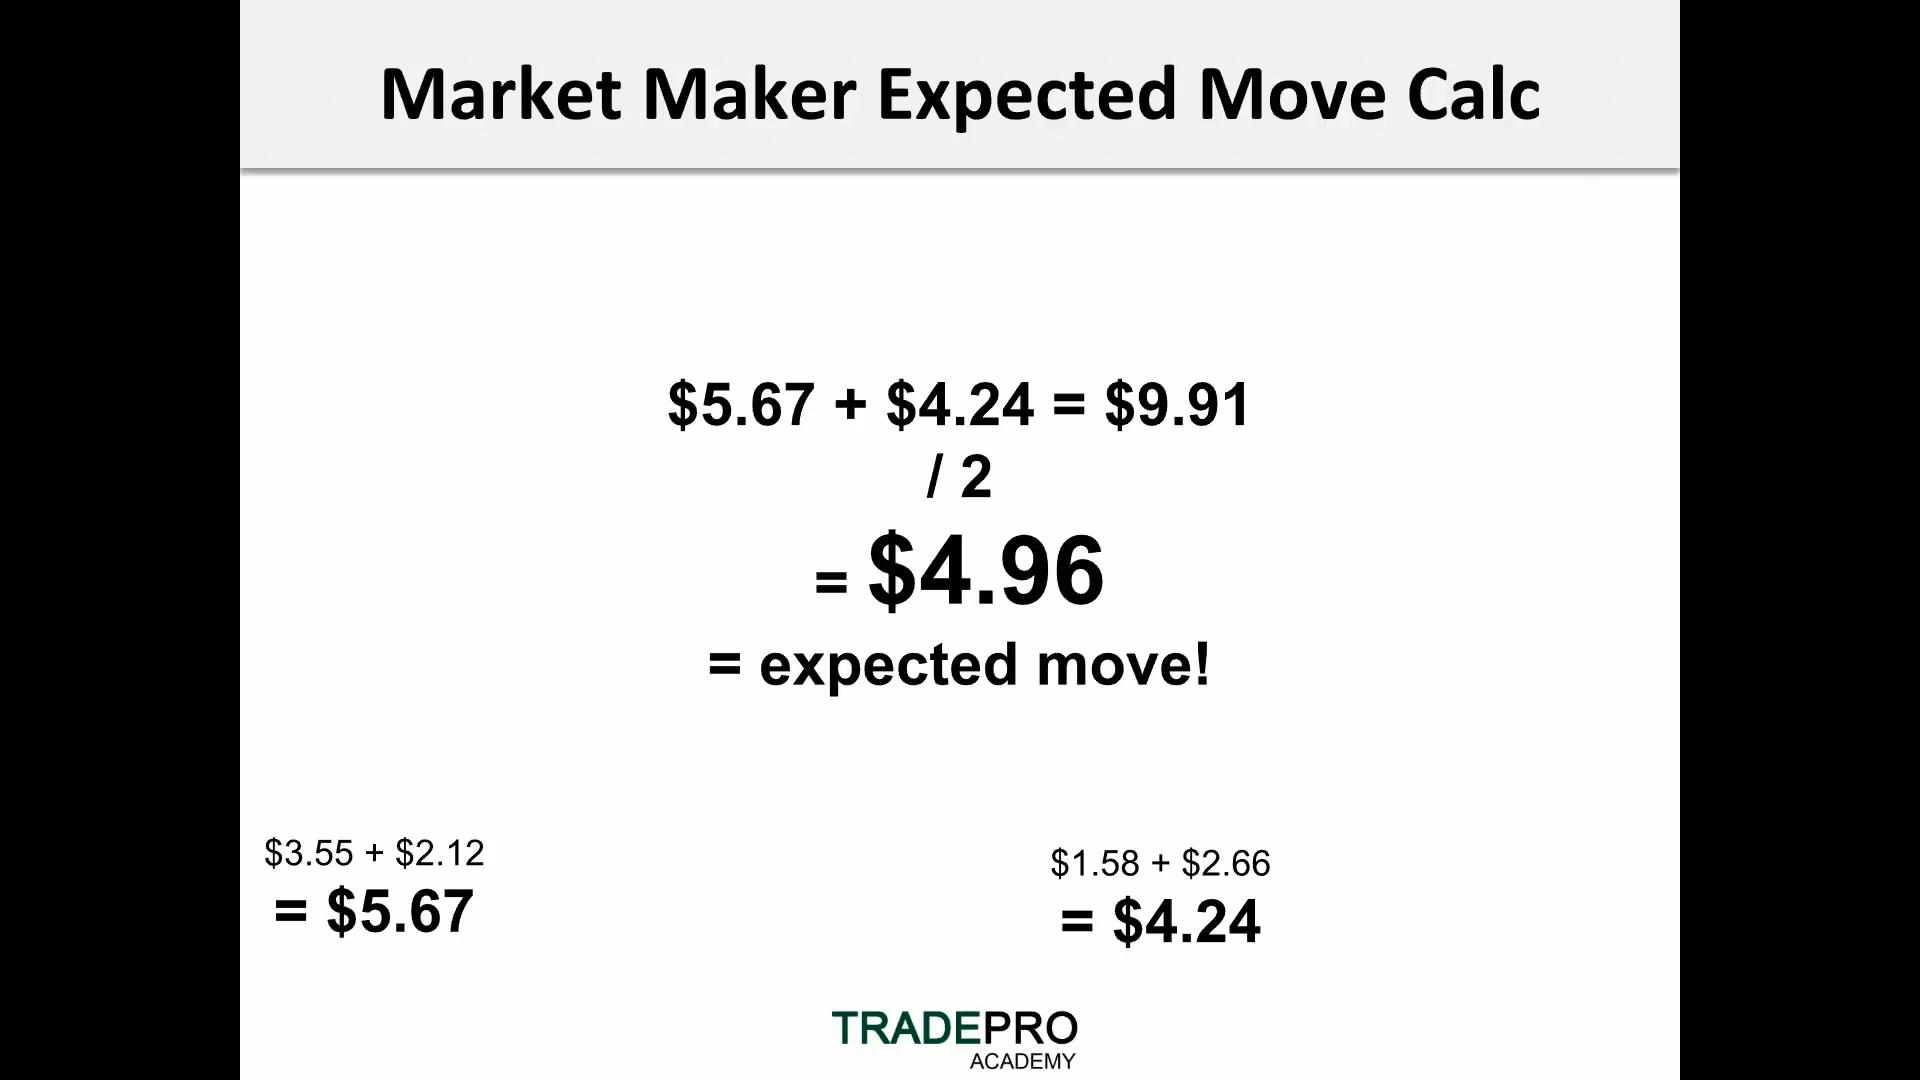 Market Maker Expected Move Calc
$5.67 + $4.24 = $9.91
/ 2
= $4.96
= expected move!
$3.55 + $2.12
= $5.67
$1.58 + $2.66
= $4.24
TRADEPRO
ACADEMY